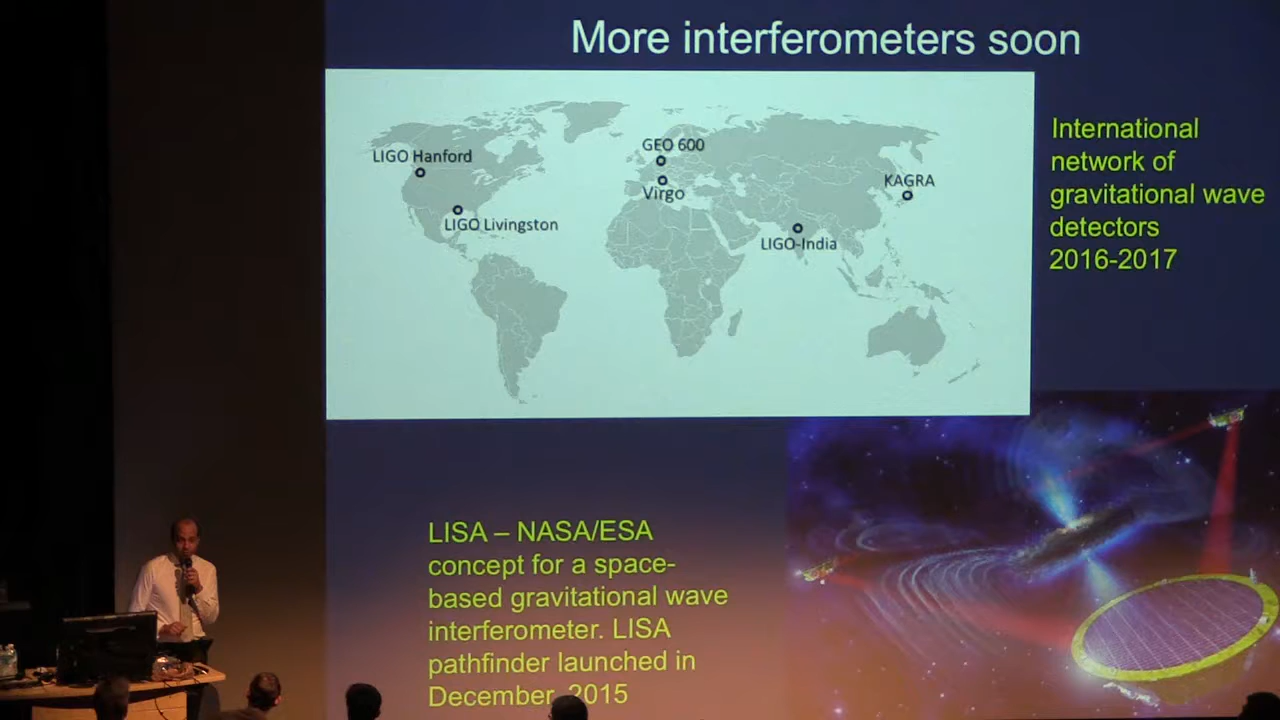 More interferometers soon
LIGO Hanford
GEO 600
Virgo
KAGRA
LIGO Livingston
LIGO-India
International
network of
gravitational wave
detectors
2016-2017
LISA – NASA/ESA
concept for a space-
based gravitational wave
interferometer. LISA
pathfinder launched in
December, 2015